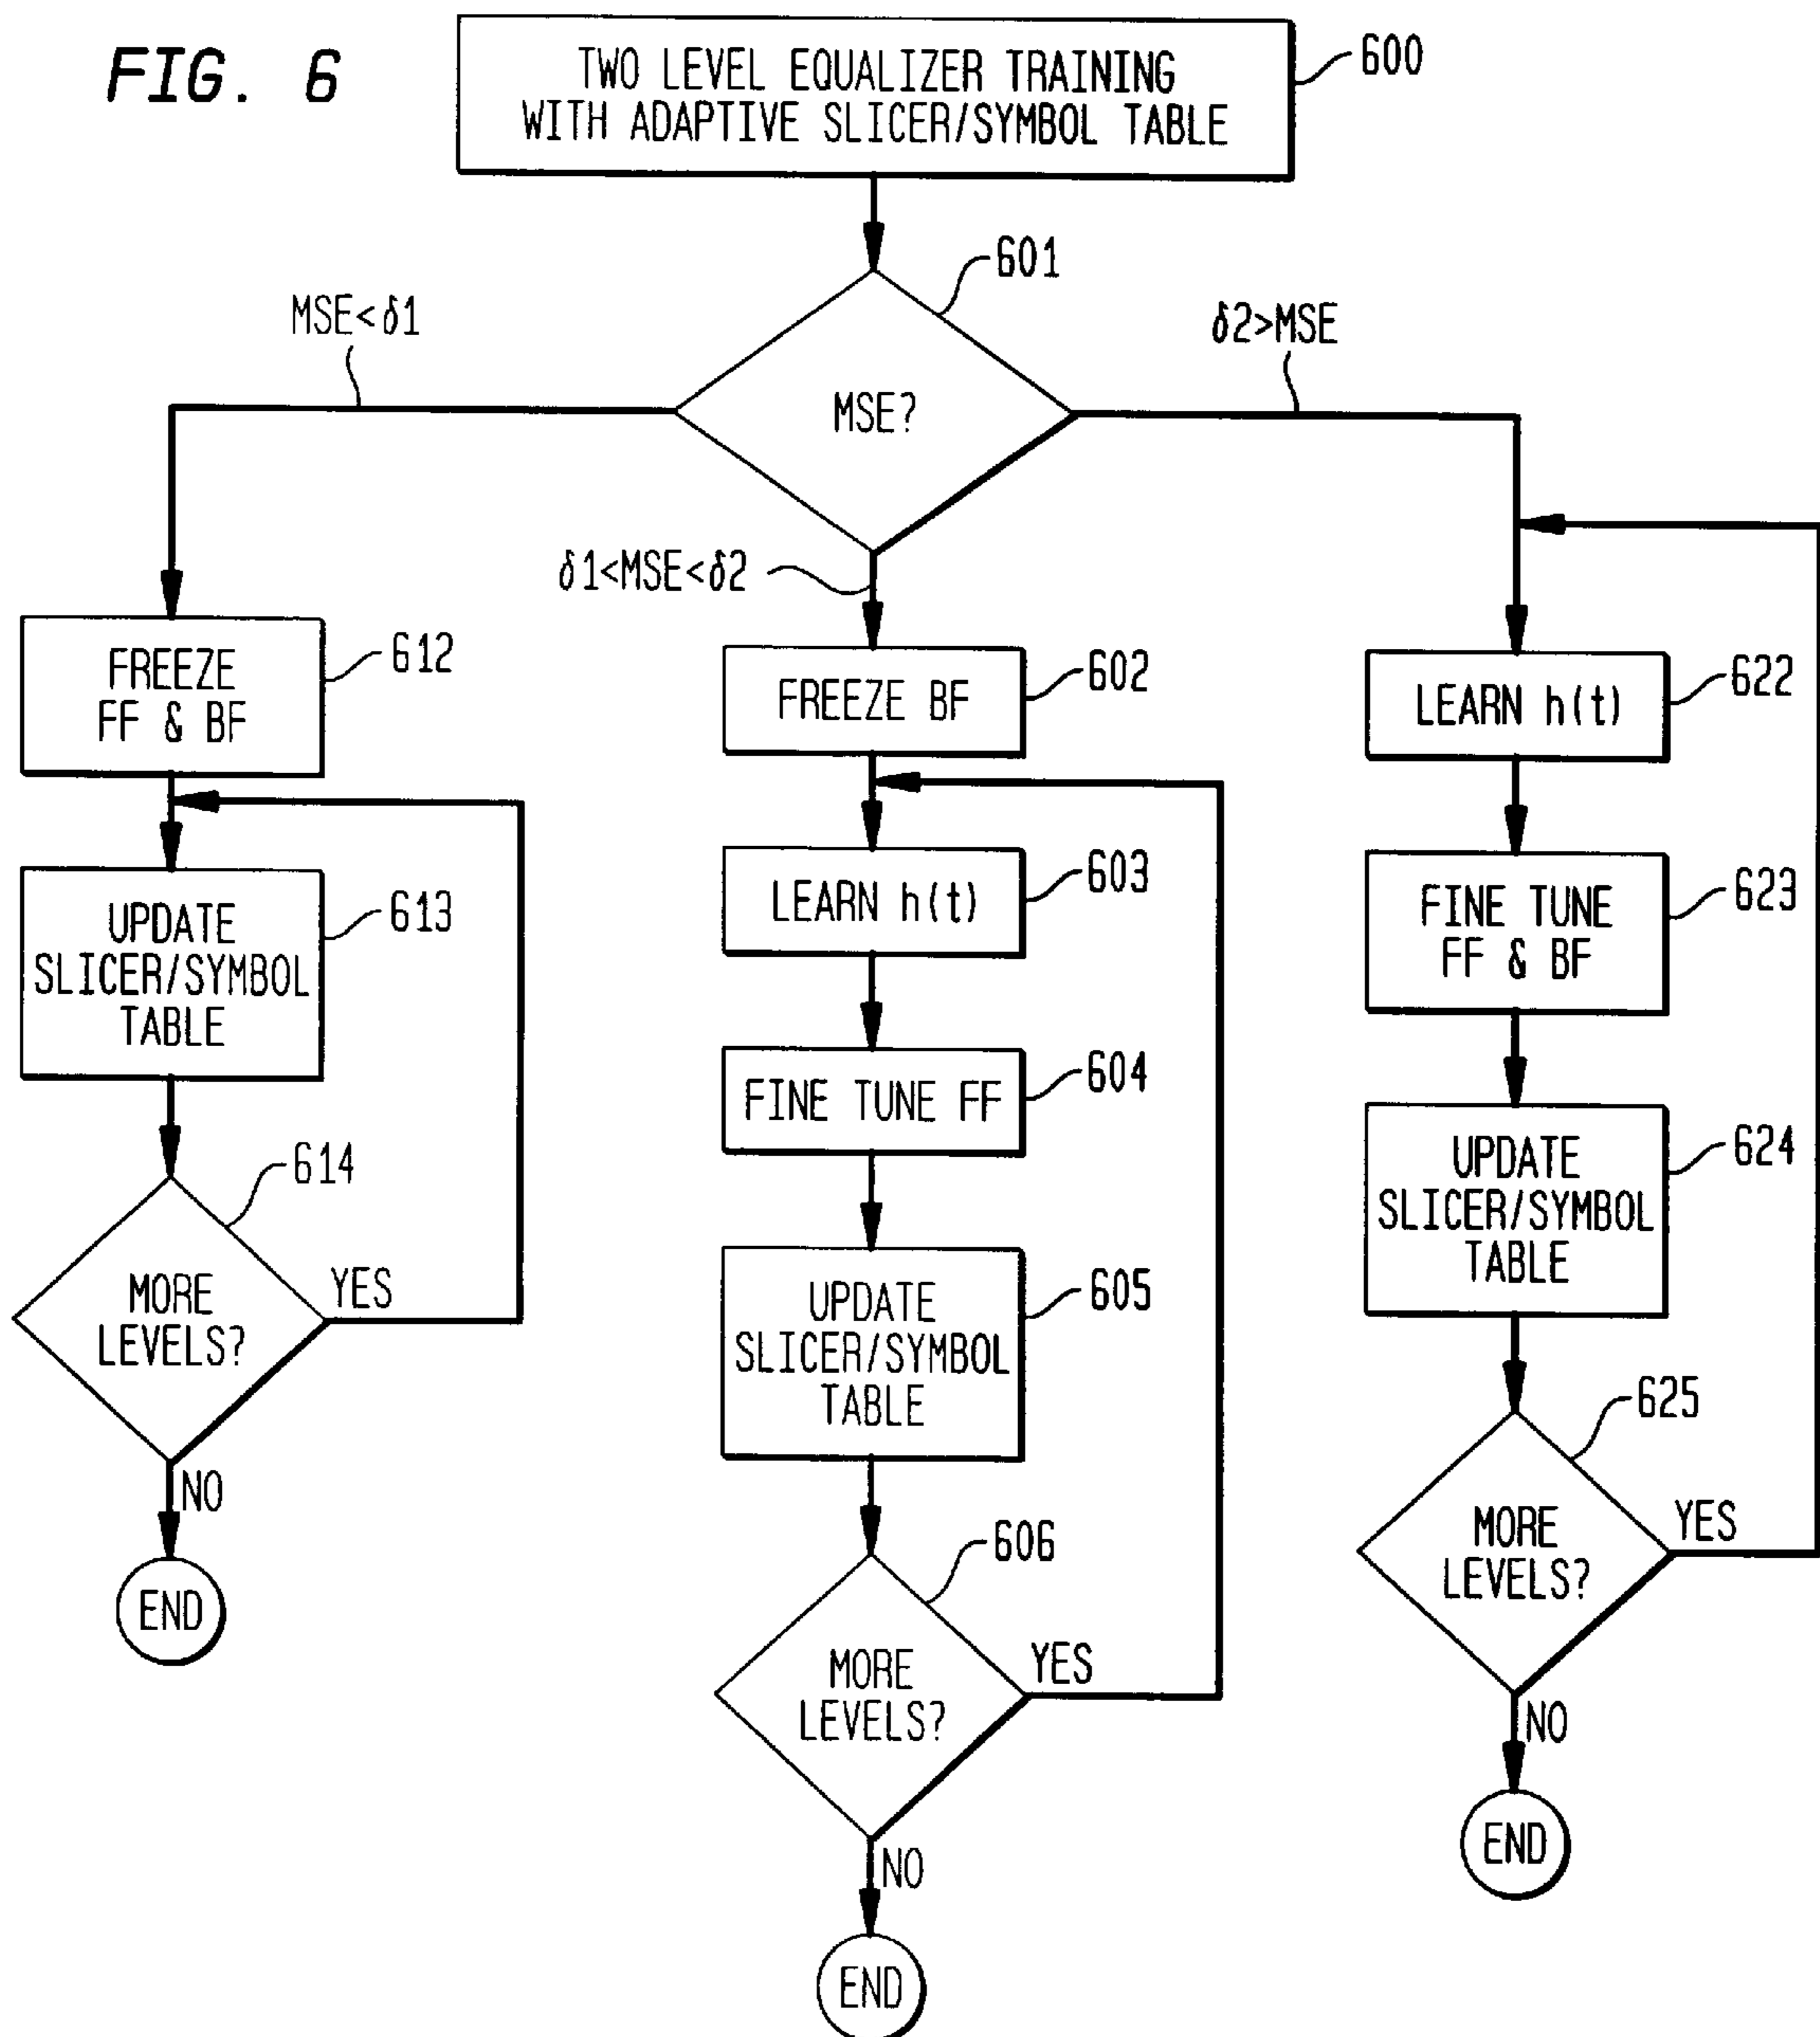 FIG. 6
TWO LEVEL EQUALIZER TRAINING
WITH ADAPTIVE SLICER/SYMBOL TABLE
600
601
MSE?
MSE<δ1
δ2>MSE
δ1<MSE<δ2
FREEZE
FF & BF
612
UPDATE
SLICER/SYMBOL
TABLE
613
614
MORE
LEVELS?
YES
NO
END
FREEZE BF
602
LEARN h(t)
603
FINE TUNE FF
604
UPDATE
SLICER/SYMBOL
TABLE
605
606
MORE
LEVELS?
YES
NO
END
LEARN h(t)
622
FINE TUNE
FF & BF
623
UPDATE
SLICER/SYMBOL
TABLE
624
625
MORE
LEVELS?
YES
NO
END